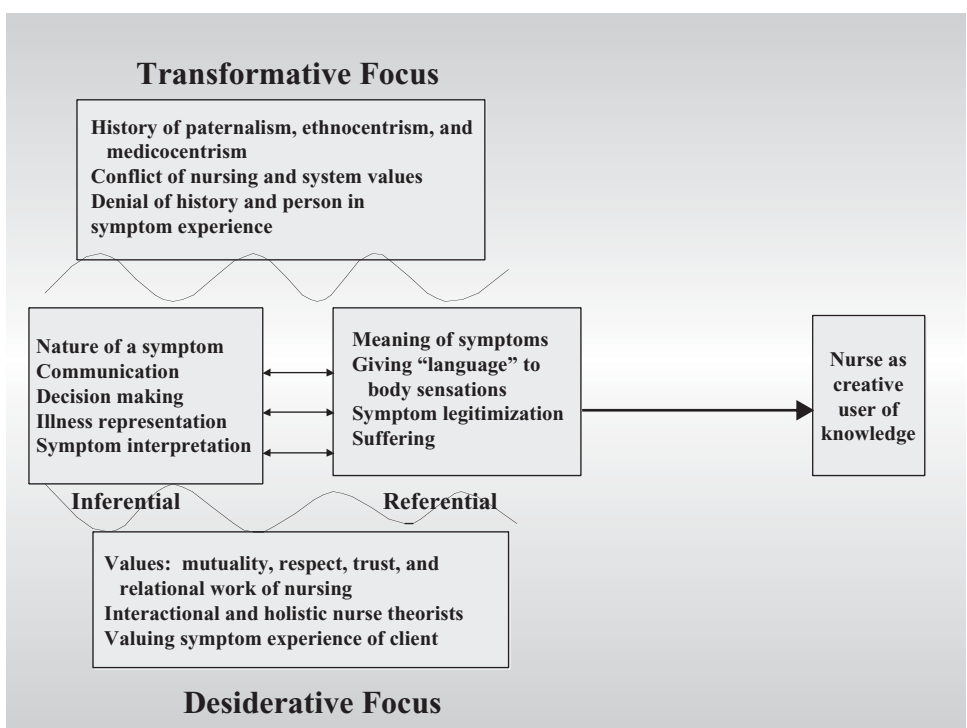 Transformative Focus
History of paternalism, ethnocentrism, and
medicocentrism
Conflict of nursing and system values
Denial of history and person in
symptom experience
Nature of a symptom
Communication
Decision making
Illness representation
Symptom interpretation
Meaning of symptoms
Giving “language” to
body sensations
Symptom legitimization
Suffering
Nurse as
creative
user of
knowledge
Inferential
Referential
Values: mutuality, respect, trust, and
relational work of nursing
Interactional and holistic nurse theorists
Valuing symptom experience of client
Desiderative Focus